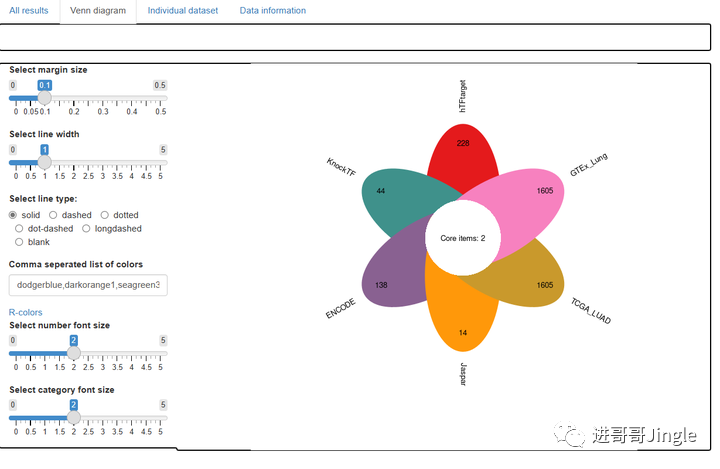 All results Venn diagram Individual dataset Data information
Select margin size
0 0.1 0.5
0 0.05 0.1 0.2 0.3 0.4 0.5
Select line width
0 1 5
0 0.5 1 1.5 2 2.5 3 3.5 4 4.5 5
Select line type:
solid dashed dotted
dot-dashed longdashed
blank
Comma seperated list of colors
dodgerblue,darkorange1,seagreen3
R-colors
Select number font size
0 2 5
0 0.5 1 1.5 2 2.5 3 3.5 4 4.5 5
Select category font size
0 2 5
0 0.5 1 1.5 2 2.5 3 3.5 4 4.5 5
hTFtarget
228
KnockTF
44
GTEx_Lung
1605
Core items: 2
ENCODE
138
TCGA_LUAD
1605
14
Jaspar
进哥哥Jingle